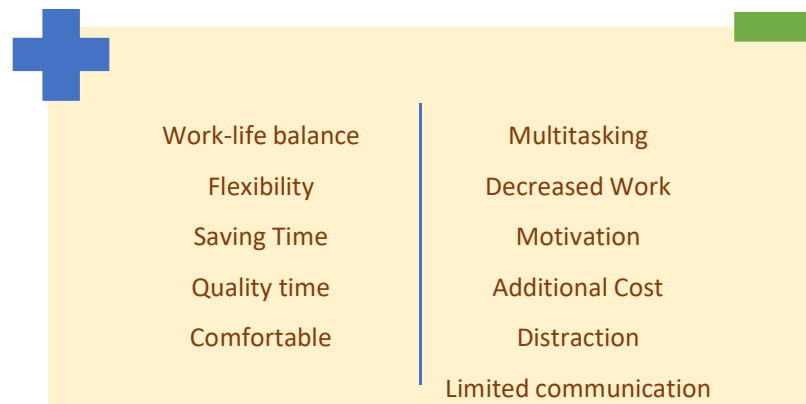 Work-life balance
Flexibility
Saving Time
Quality time
Comfortable
Multitasking
Decreased Work
Motivation
Additional Cost
Distraction
Limited communication